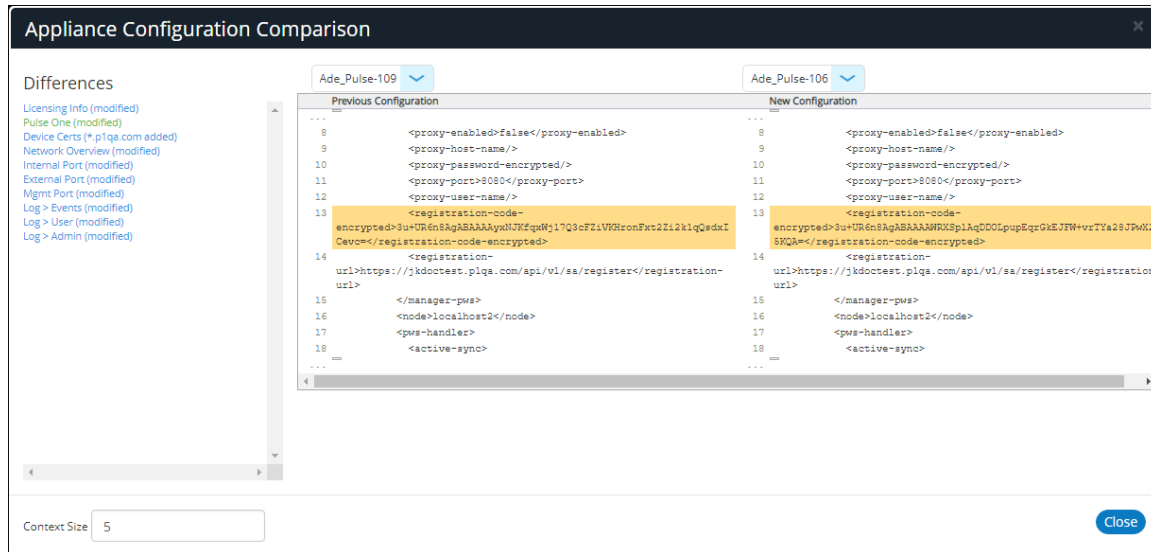 Appliance Configuration Comparison
×
Differences
Licensing Info (modified)
Pulse One (modified)
Device Certs (*.p1qa.com added)
Network Overview (modified)
Internal Port (modified)
External Port (modified)
Mgmt Port (modified)
Log > Events (modified)
Log > User (modified)
Log > Admin (modified)
Ade_Pulse-109
Previous Configuration
...
8 <proxy-enabled>false</proxy-enabled>
9 <proxy-host-name/>
10 <proxy-password-encrypted/>
11 <proxy-port>8080</proxy-port>
12 <proxy-user-name/>
13 <registration-code-
encrypted>3u+UR6n8AgABAAAAyxNJKfqxWj17Q3cFZiVKHronFxt2Zi2klqQsdxI
Cevc=</registration-code-encrypted>
14 <registration-
url>https://jkdoctest.p1qa.com/api/v1/sa/register</registration-
url>
15 </manager-pws>
16 <node>localhost2</node>
17 <pws-handler>
18 <active-sync>
...
Ade_Pulse-106
New Configuration
...
8 <proxy-enabled>false</proxy-enabled>
9 <proxy-host-name/>
10 <proxy-password-encrypted/>
11 <proxy-port>8080</proxy-port>
12 <proxy-user-name/>
13 <registration-code-
encrypted>3u+UR6n8AgABAAAAWRXSplAqDDOLpupEqrGkEJFW+vrTYa28JPwX2
5KQA=</registration-code-encrypted>
14 <registration-
url>https://jkdoctest.p1qa.com/api/v1/sa/register</registration
url>
15 </manager-pws>
16 <node>localhost2</node>
17 <pws-handler>
18 <active-sync>
...
Context Size 5
Close